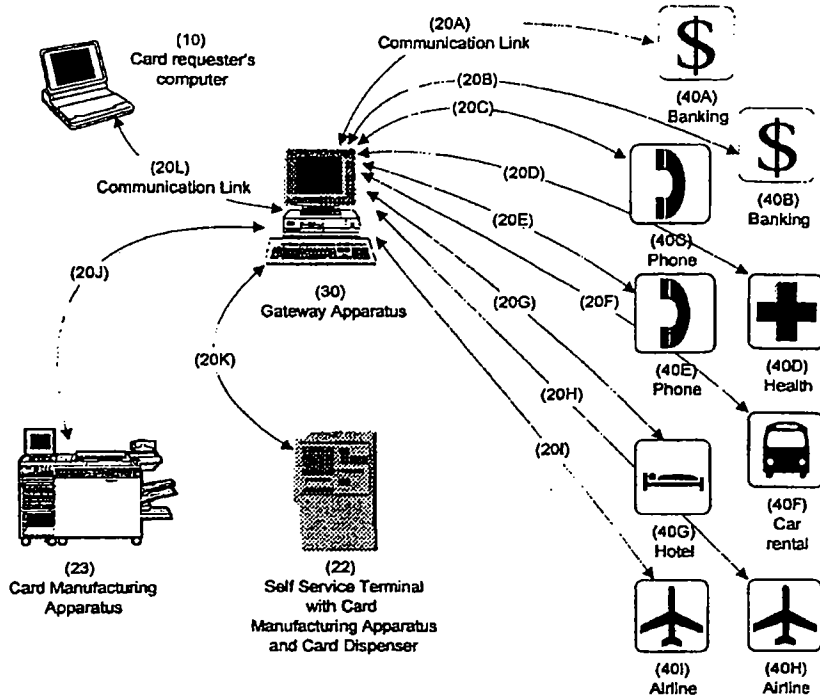 (10)
Card requester's
computer
(20A)
Communication Link
$
(40A)
Banking
(20B)
(20C)
$
(40B)
Banking
(20L)
Communication Link
(20D)
(40C)
Phone
(20E)
(20J)
(30)
Gateway Apparatus
(20G)
(20F)
(40D)
Health
(40E)
Phone
(20K)
(20H)
(20I)
(40F)
Car
rental
(40G)
Hotel
(23)
Card Manufacturing
Apparatus
(22)
Self Service Terminal
with Card
Manufacturing Apparatus
and Card Dispenser
(40I)
Airline
(40H)
Airline